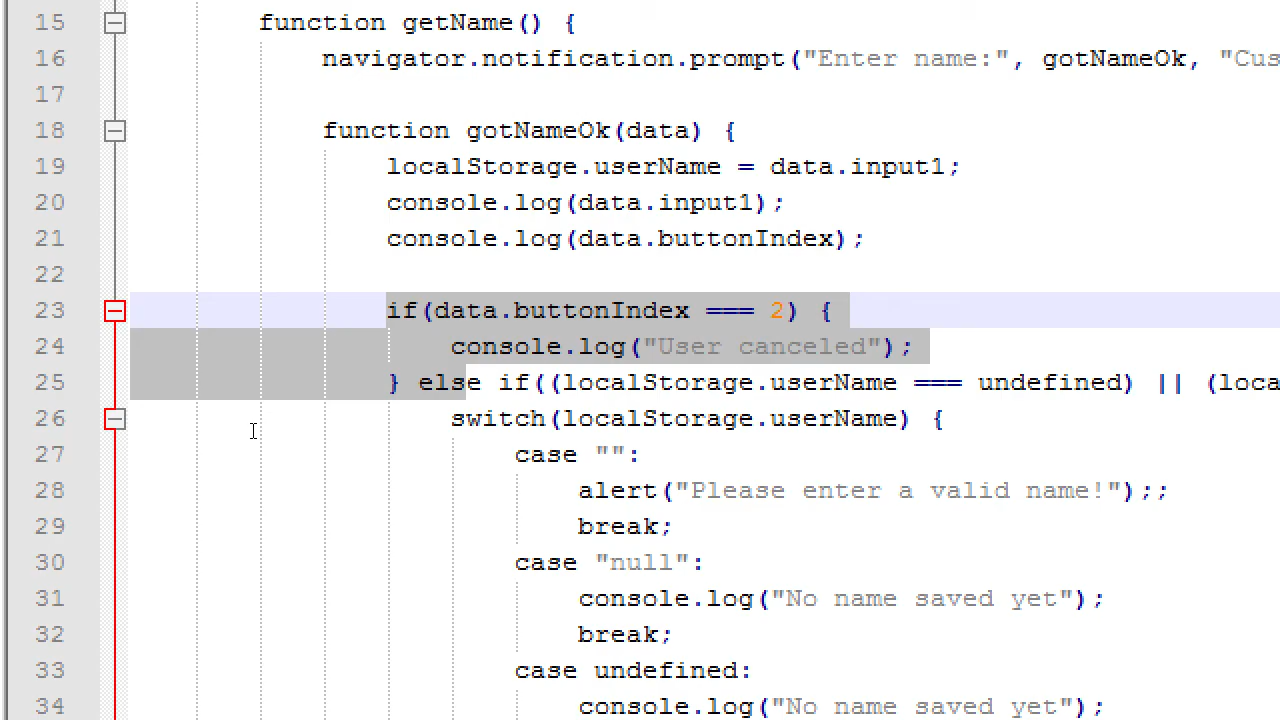 15 function getName() {
16 navigator.notification.prompt("Enter name:", gotNameOk, "Cus
17
18 function gotNameOk(data) {
19 localStorage.userName = data.input1;
20 console.log(data.input1);
21 console.log(data.buttonIndex);
22
23 if(data.buttonIndex === 2) {
24 console.log("User canceled");
25 } else if((localStorage.userName === undefined) || (loca
26 switch(localStorage.userName) {
27 case "":
28 alert("Please enter a valid name!");;
29 break;
30 case "null":
31 console.log("No name saved yet");
32 break;
33 case undefined:
34 console.log("No name saved yet");